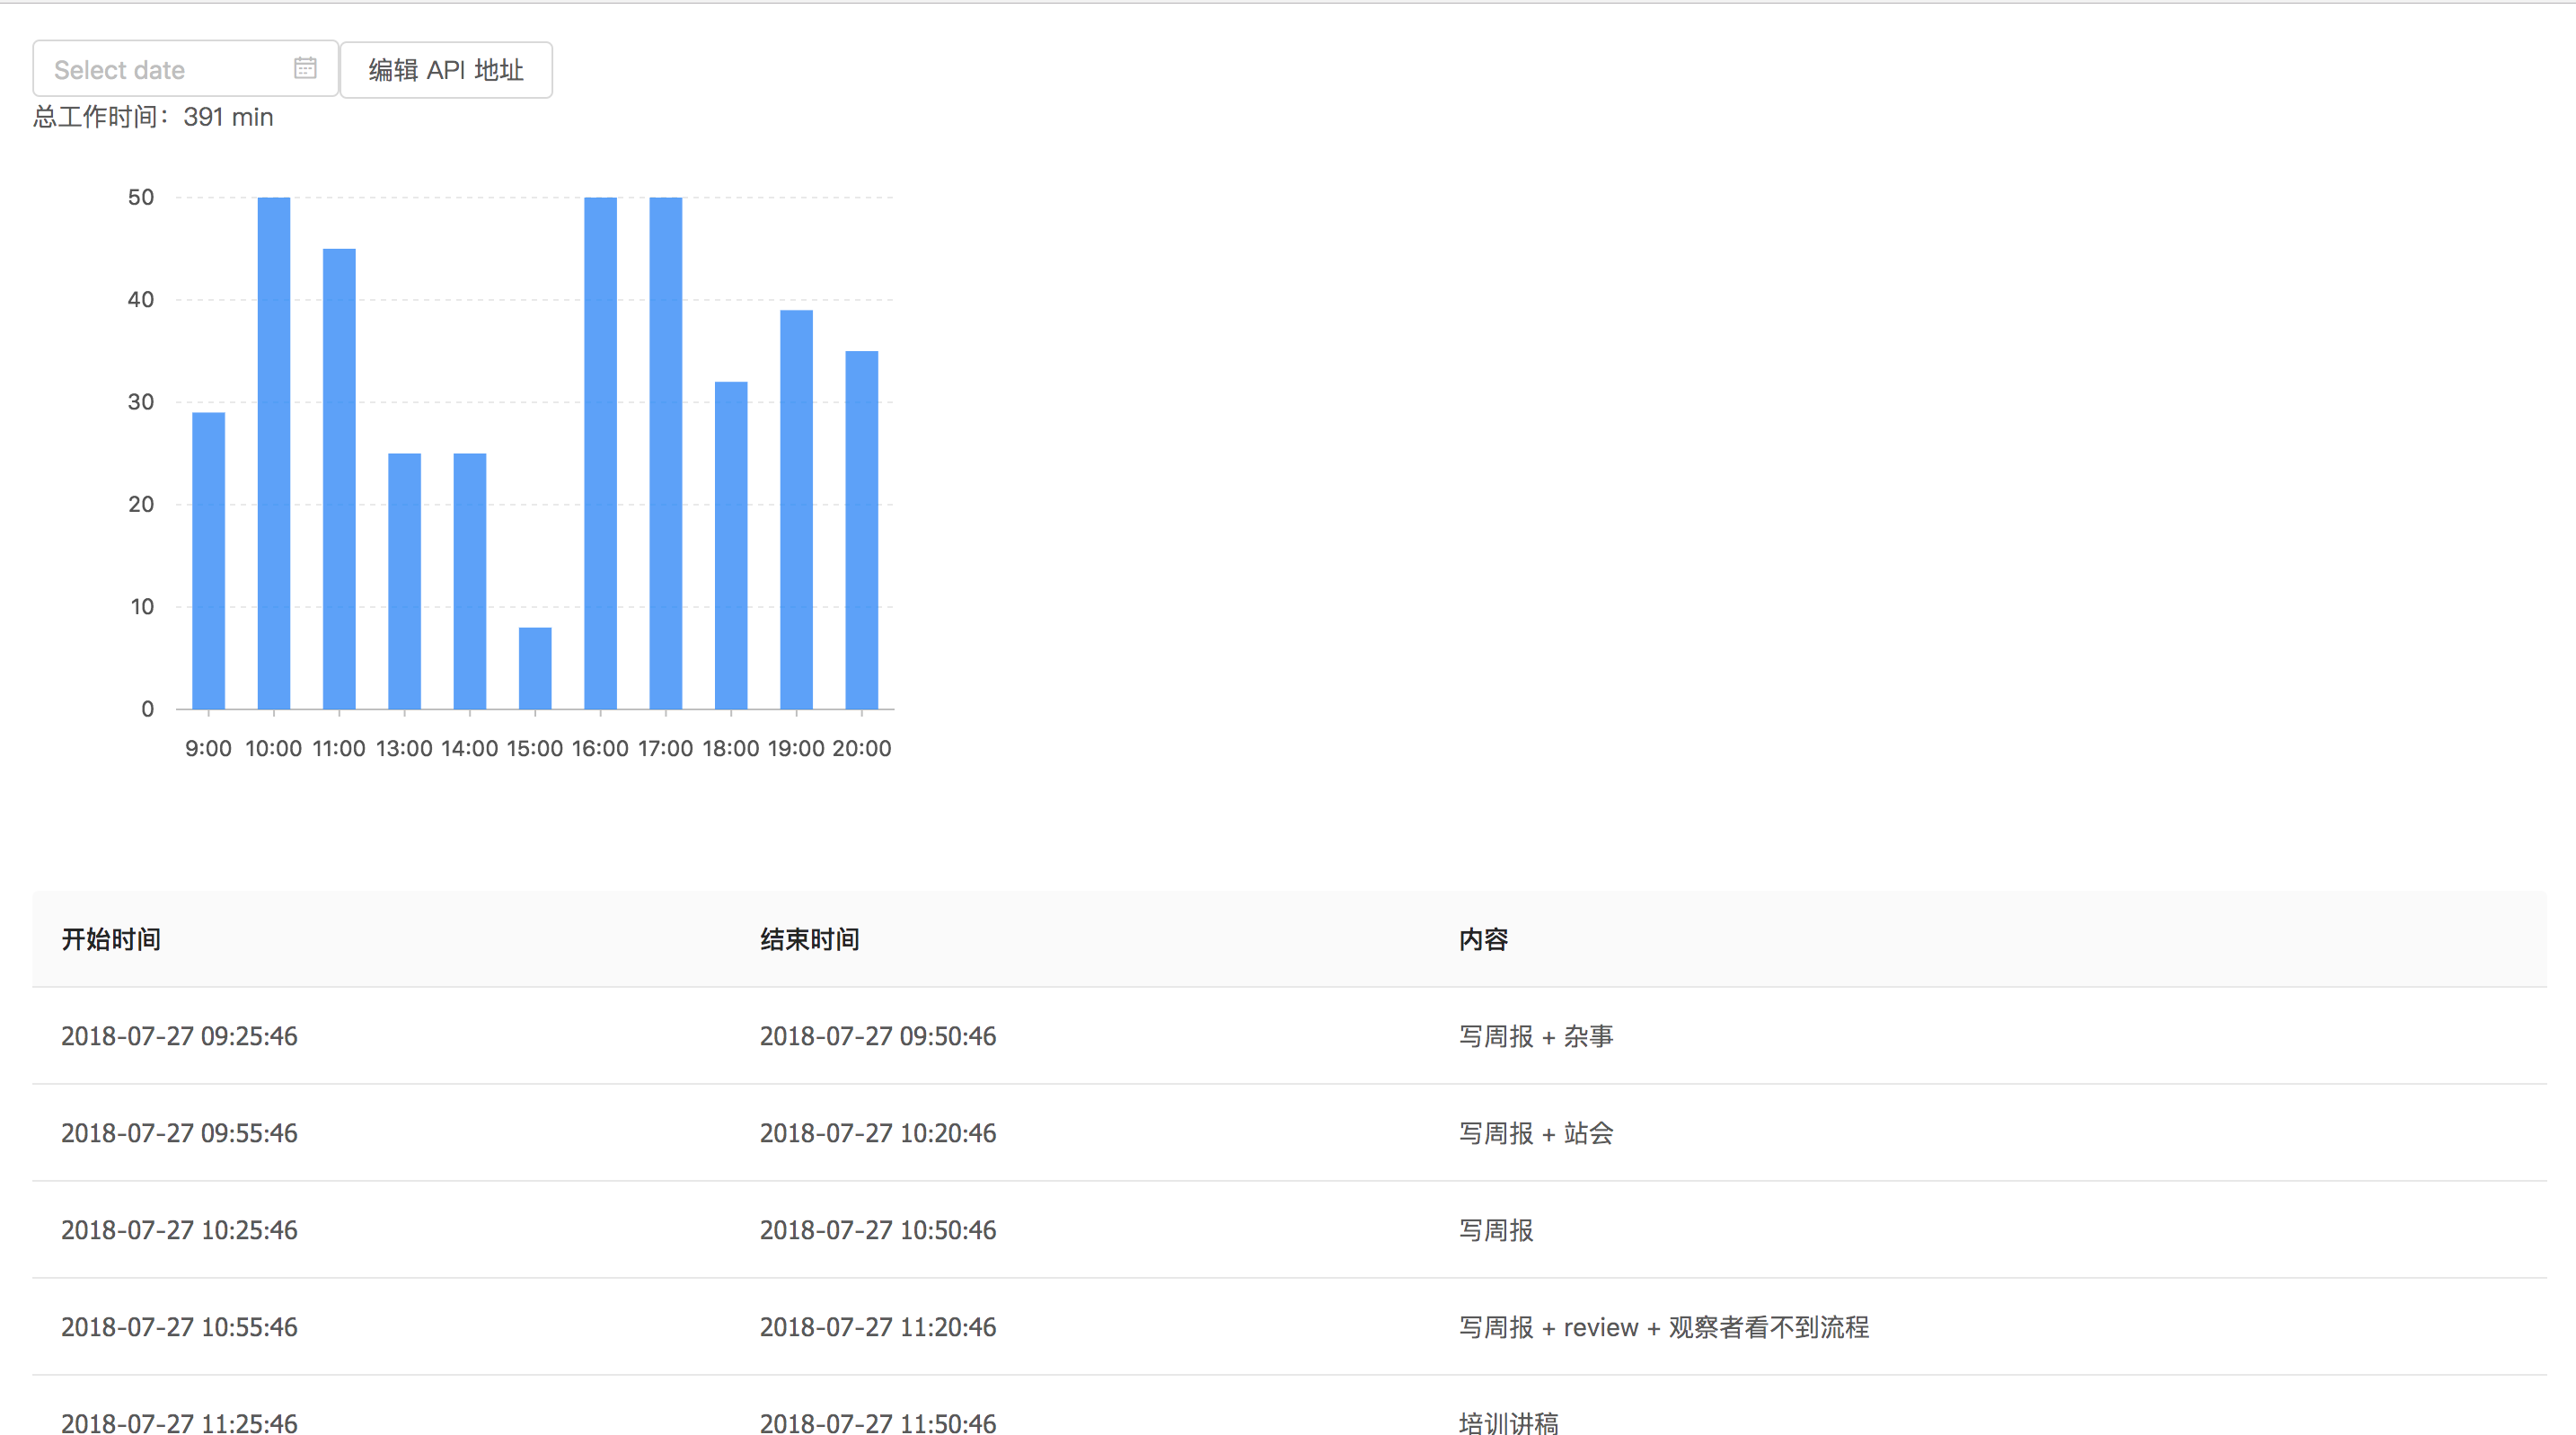 Select date 编辑 API 地址
总工作时间：391 min
50
40
30
20
10
0
9:00 10:00 11:00 13:00 14:00 15:00 16:00 17:00 18:00 19:00 20:00
开始时间 结束时间 内容
2018-07-27 09:25:46 2018-07-27 09:50:46 写周报 + 杂事
2018-07-27 09:55:46 2018-07-27 10:20:46 写周报 + 站会
2018-07-27 10:25:46 2018-07-27 10:50:46 写周报
2018-07-27 10:55:46 2018-07-27 11:20:46 写周报 + review + 观察者看不到流程
2018-07-27 11:25:46 2018-07-27 11:50:46 培训讲稿